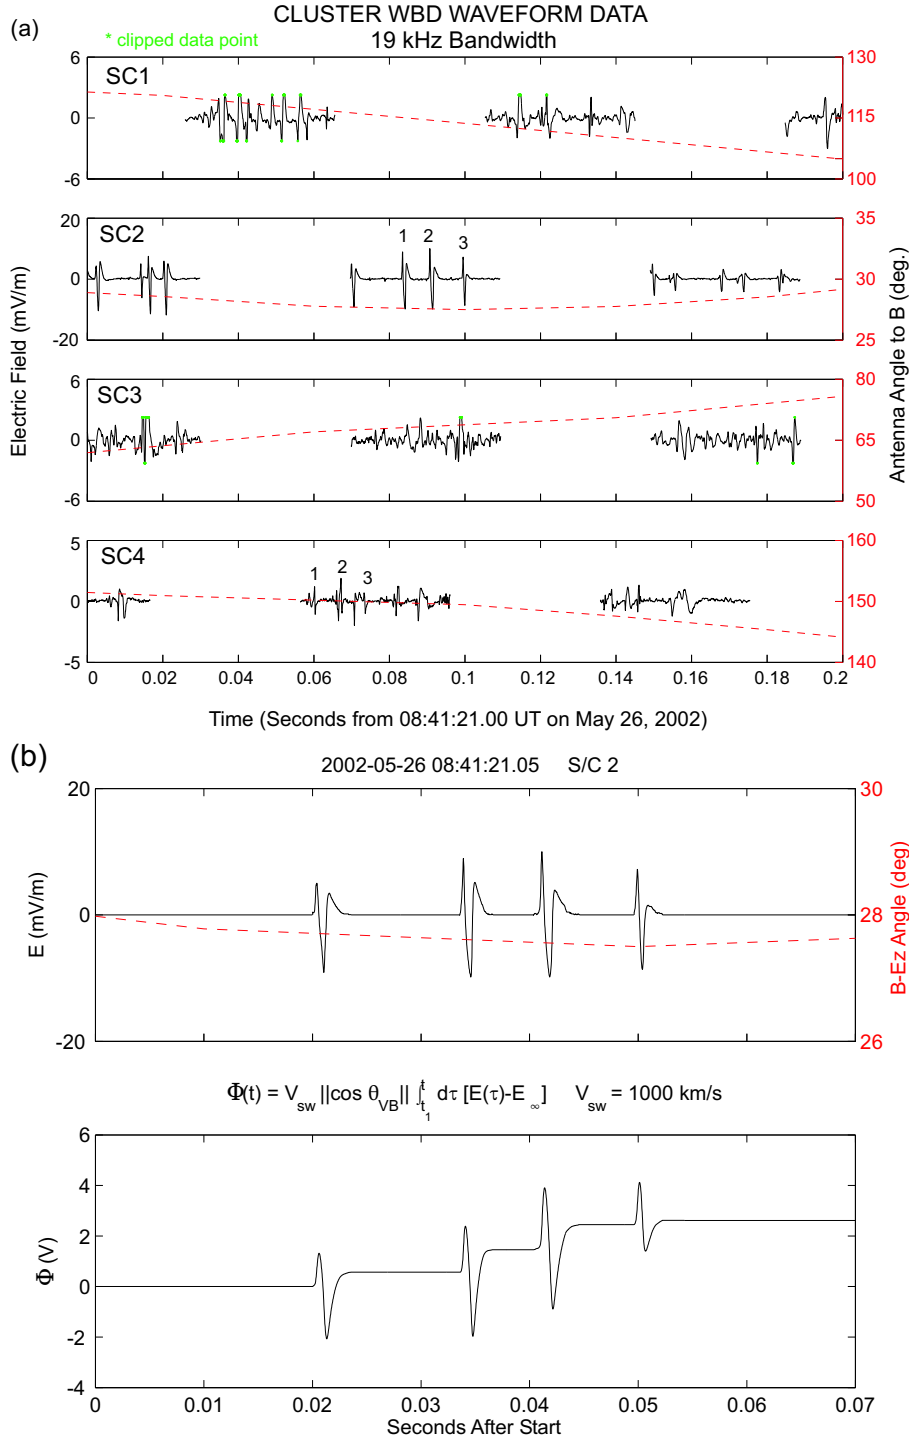 CLUSTER WBD WAVEFORM DATA
(a)
* clipped data point
19 kHz Bandwidth
6
0
-6
SC1
130
115
100
20
0
-20
SC2
1 2 3
35
30
25
6
0
-6
SC3
80
65
50
5
0
-5
SC4
1 2 3
160
150
140
Electric Field (mV/m)
Antenna Angle to B (deg.)
0 0.02 0.04 0.06 0.08 0.1 0.12 0.14 0.16 0.18 0.2
Time (Seconds from 08:41:21.00 UT on May 26, 2002)
(b)
2002-05-26 08:41:21.05 S/C 2
20
0
-20
E (mV/m)
30
28
26
B-Ez Angle (deg)
Φ(t) = V_sw ||cos θ_VB|| ∫_t_1^t dτ [E(τ)-E_∞] V_sw = 1000 km/s
6
4
2
0
-2
-4
Φ (V)
0 0.01 0.02 0.03 0.04 0.05 0.06 0.07
Seconds After Start